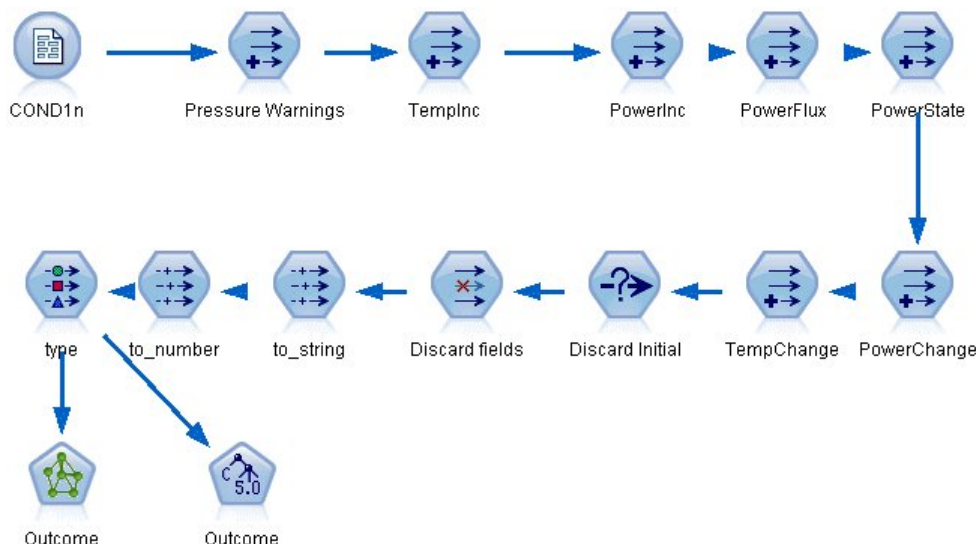 COND1n
Pressure Warnings
TempInc
PowerInc
PowerFlux
PowerState
type
to_number
to_string
Discard fields
Discard Initial
TempChange
PowerChange
C 5.0
Outcome
Outcome